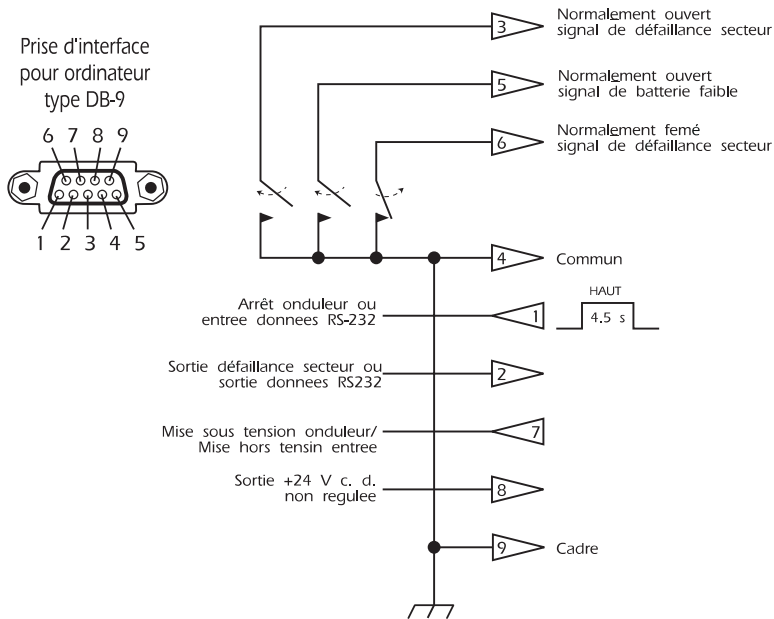 Prise d'interface
pour ordinateur
type DB-9
6 7 8 9
1 2 3 4 5
3
Normalement ouvert
signal de défaillance secteur
5
Normalement ouvert
signal de batterie faible
6
Normalement femé
signal de défaillance secteur
4
Commun
Arrêt onduleur ou
entree donnees RS-232
1
HAUT
4.5 s
Sortie défaillance secteur ou
sortie donnees RS232
2
Mise sous tension onduleur/
Mise hors tensin entree
7
Sortie +24 V c. d.
non regulee
8
9
Cadre